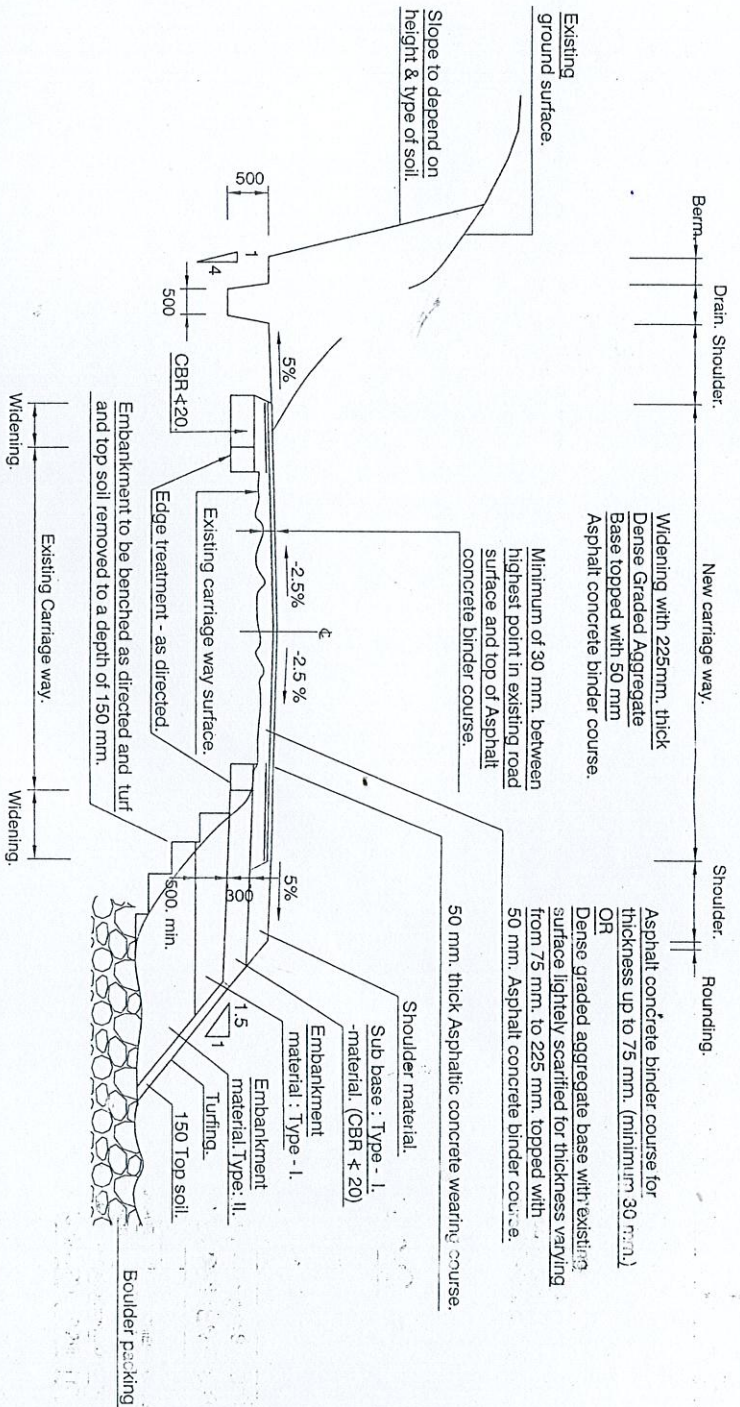 Berm.
Drain.
Shoulder.
New carriage way.
Shoulder.
Rounding.
Existing
ground surface.
Slope to depend on
height & type of soil.
Widening with 225mm. thick
Dense Graded Aggregate
Base topped with 50 mm
Asphalt concrete binder course.
Asphalt concrete binder course for
thickness up to 75 mm. (minimum 30 mm.)
OR
Dense graded aggregate base with existing
surface lightely scarified for thickness varying
from 75 mm. to 225 mm. topped with
50 mm. Asphalt concrete binder course.
Minimum of 30 mm. between
highest point in existing road
surface and top of Asphalt
concrete binder course.
50 mm. thick Asphaltic concrete wearing course.
500
1
4
500
5%
-2.5%
℄
-2.5 %
5%
CBR ≮20.
Existing carriage way surface.
Edge treatment - as directed.
Embankment to be benched as directed and turf
and top soil removed to a depth of 150 mm.
300
500. min.
1.5
1
Shoulder material.
Sub base : Type - I.
-material. (CBR ≮ 20)
Embankment
material : Type - I.
Embankment
material.Type: II.
Turfing.
150 Top soil.
Boulder packing
Widening.
Existing Carriage way.
Widening.